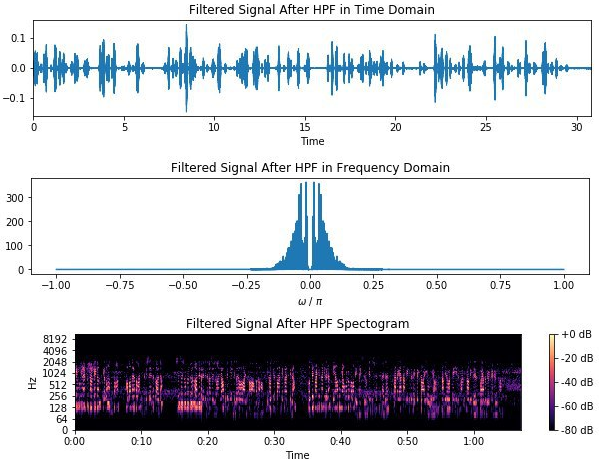 Filtered Signal After HPF in Time Domain
0.1
0.0
−0.1
0 5 10 15 20 25 30
Time
Filtered Signal After HPF in Frequency Domain
300
200
100
0
−1.00 −0.75 −0.50 −0.25 0.00 0.25 0.50 0.75 1.00
ω / π
Filtered Signal After HPF Spectogram
8192
4096
2048
1024
512
256
128
64
0
Hz
0:00 0:10 0:20 0:30 0:40 0:50 1:00
Time
+0 dB
-20 dB
-40 dB
-60 dB
-80 dB